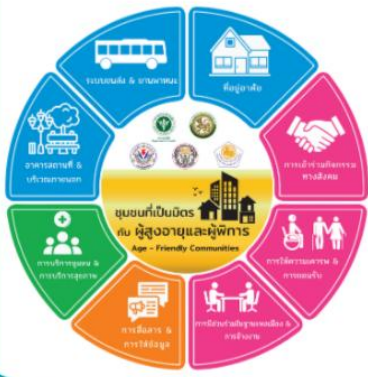 ระบบขนส่ง & ยานพาหนะ
ที่อยู่อาศัย
อาคารสถานที่ &
บริเวณภายนอก
การเข้าร่วมกิจกรรม
ทางสังคม
ชุมชนที่เป็นมิตร
กับ ผู้สูงอายุและผู้พิการ
Age - Friendly Communities
การบริการชุมชน &
การบริการสุขภาพ
การให้ความเคารพ &
การยอมรับ
การสื่อสาร &
การให้ข้อมูล
การมีส่วนร่วมในฐานะพลเมือง &
การจ้างงาน